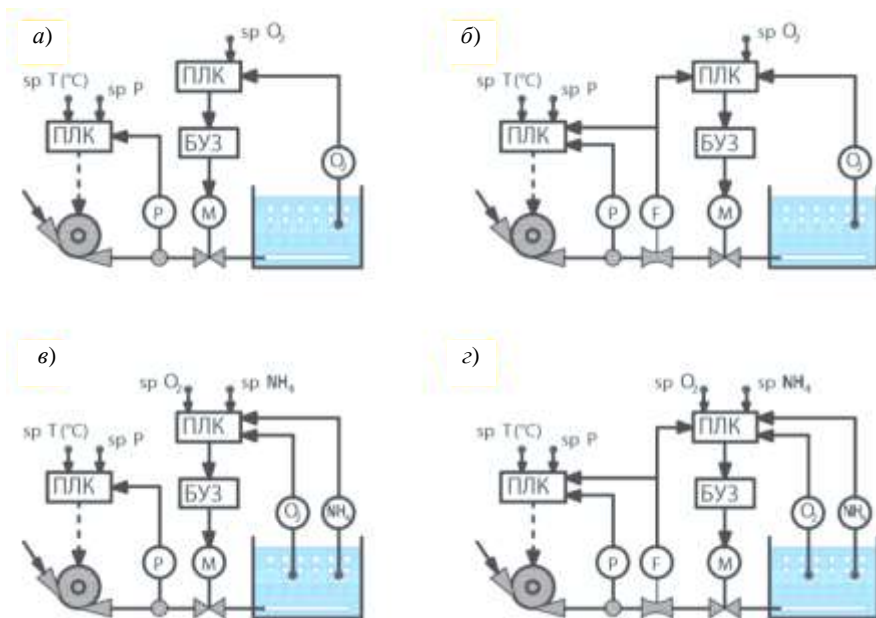 а)
sp O₂
ПЛК
sp T(°C)
sp P
ПЛК
БУЗ
O₂
P
M
б)
sp O₂
ПЛК
sp T(°C)
sp P
ПЛК
БУЗ
O₂
P
F
M
в)
sp O₂
sp NH₄
ПЛК
sp T(°C)
sp P
ПЛК
БУЗ
O₂
NH₄
P
M
г)
sp O₂
sp NH₄
ПЛК
sp T(°C)
sp P
ПЛК
БУЗ
O₂
NH₄
P
F
M